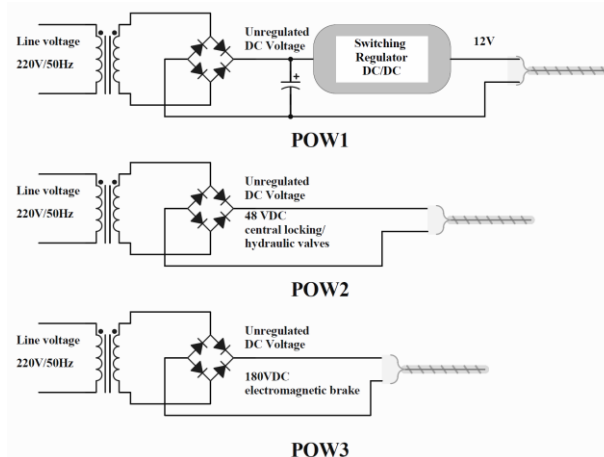 Line voltage
220V/50Hz
Unregulated
DC Voltage
+
Switching
Regulator
DC/DC
12V
POW1
Line voltage
220V/50Hz
Unregulated
DC Voltage
48 VDC
central locking/
hydraulic valves
POW2
Line voltage
220V/50Hz
Unregulated
DC Voltage
180VDC
electromagnetic brake
POW3